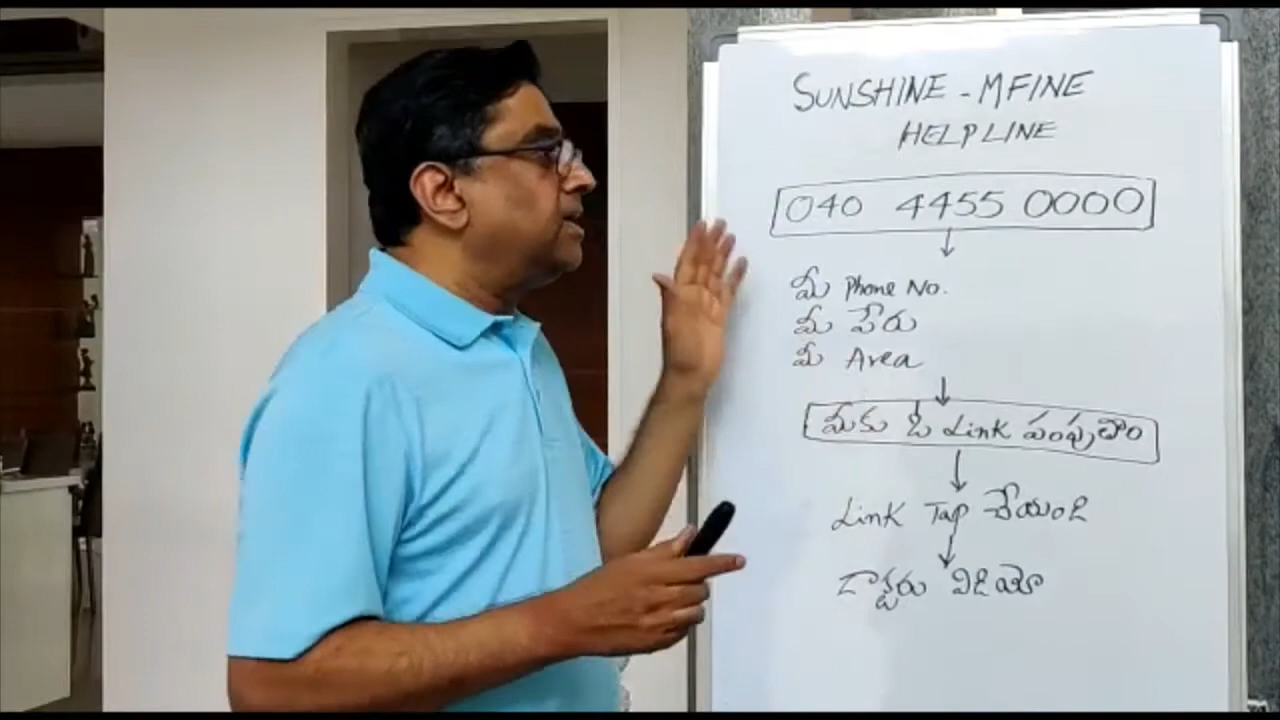 SUNSHINE - MFINE
HELPLINE
040 4455 0000
మీ Phone No.
మీ పేరు
మీ Area
మీకు ఓ Link పంపుతాం
Link Tap చేయండి
డాక్టరు విడియో